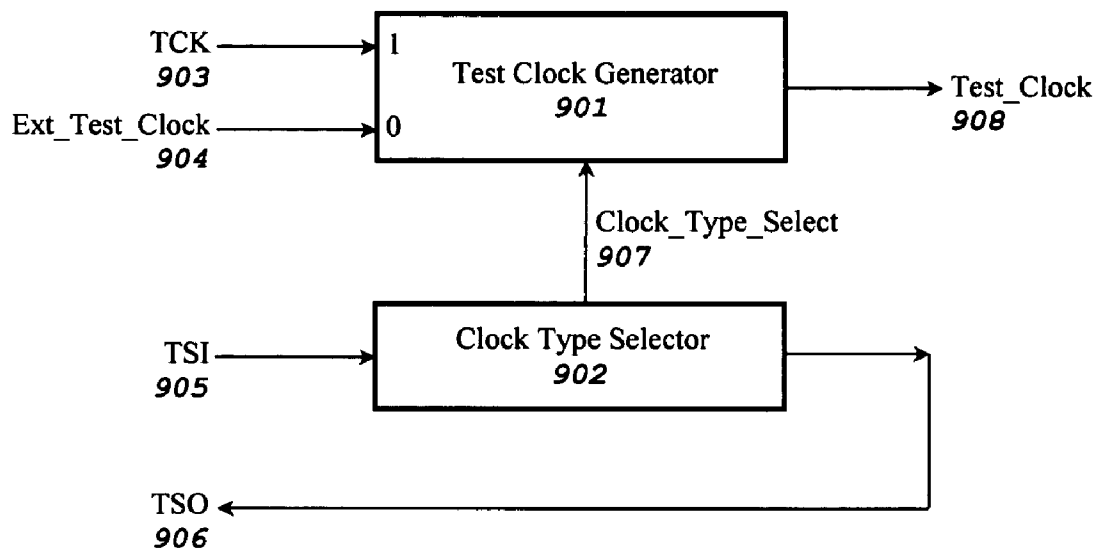 TCK
903
1
Test Clock Generator
901
Test_Clock
908
Ext_Test_Clock
904
0
Clock_Type_Select
907
TSI
905
Clock Type Selector
902
TSO
906